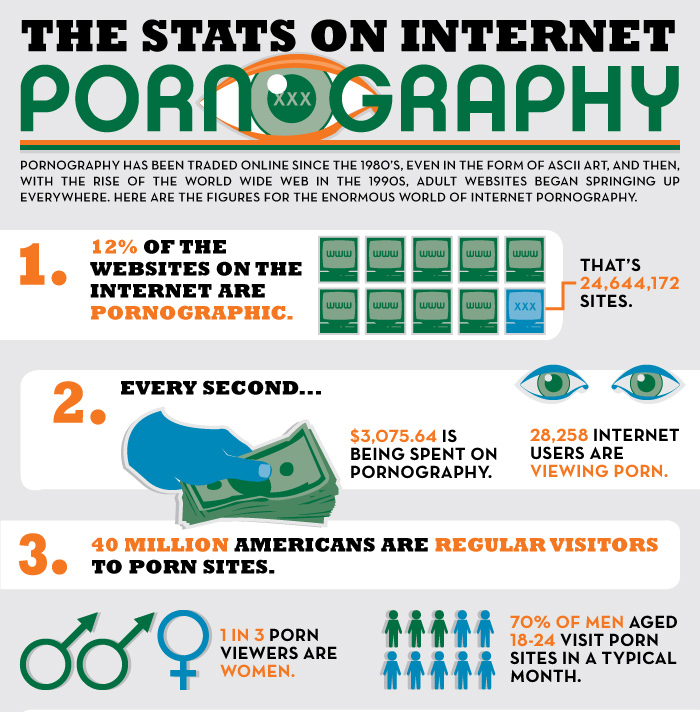 THE STATS ON INTERNET
PORNOGRAPHY
XXX
PORNOGRAPHY HAS BEEN TRADED ONLINE SINCE THE 1980'S, EVEN IN THE FORM OF ASCII ART, AND THEN,
WITH THE RISE OF THE WORLD WIDE WEB IN THE 1990S, ADULT WEBSITES BEGAN SPRINGING UP
EVERYWHERE. HERE ARE THE FIGURES FOR THE ENORMOUS WORLD OF INTERNET PORNOGRAPHY.
1.
12% OF THE
WEBSITES ON THE
INTERNET ARE
PORNOGRAPHIC.
WWW WWW WWW WWW WWW
WWW WWW WWW WWW XXX
THAT'S
24,644,172
SITES.
2.
EVERY SECOND...
$3,075.64 IS
BEING SPENT ON
PORNOGRAPHY.
28,258 INTERNET
USERS ARE
VIEWING PORN.
3.
40 MILLION AMERICANS ARE REGULAR VISITORS
TO PORN SITES.
1 IN 3 PORN
VIEWERS ARE
WOMEN.
70% OF MEN AGED
18-24 VISIT PORN
SITES IN A TYPICAL
MONTH.